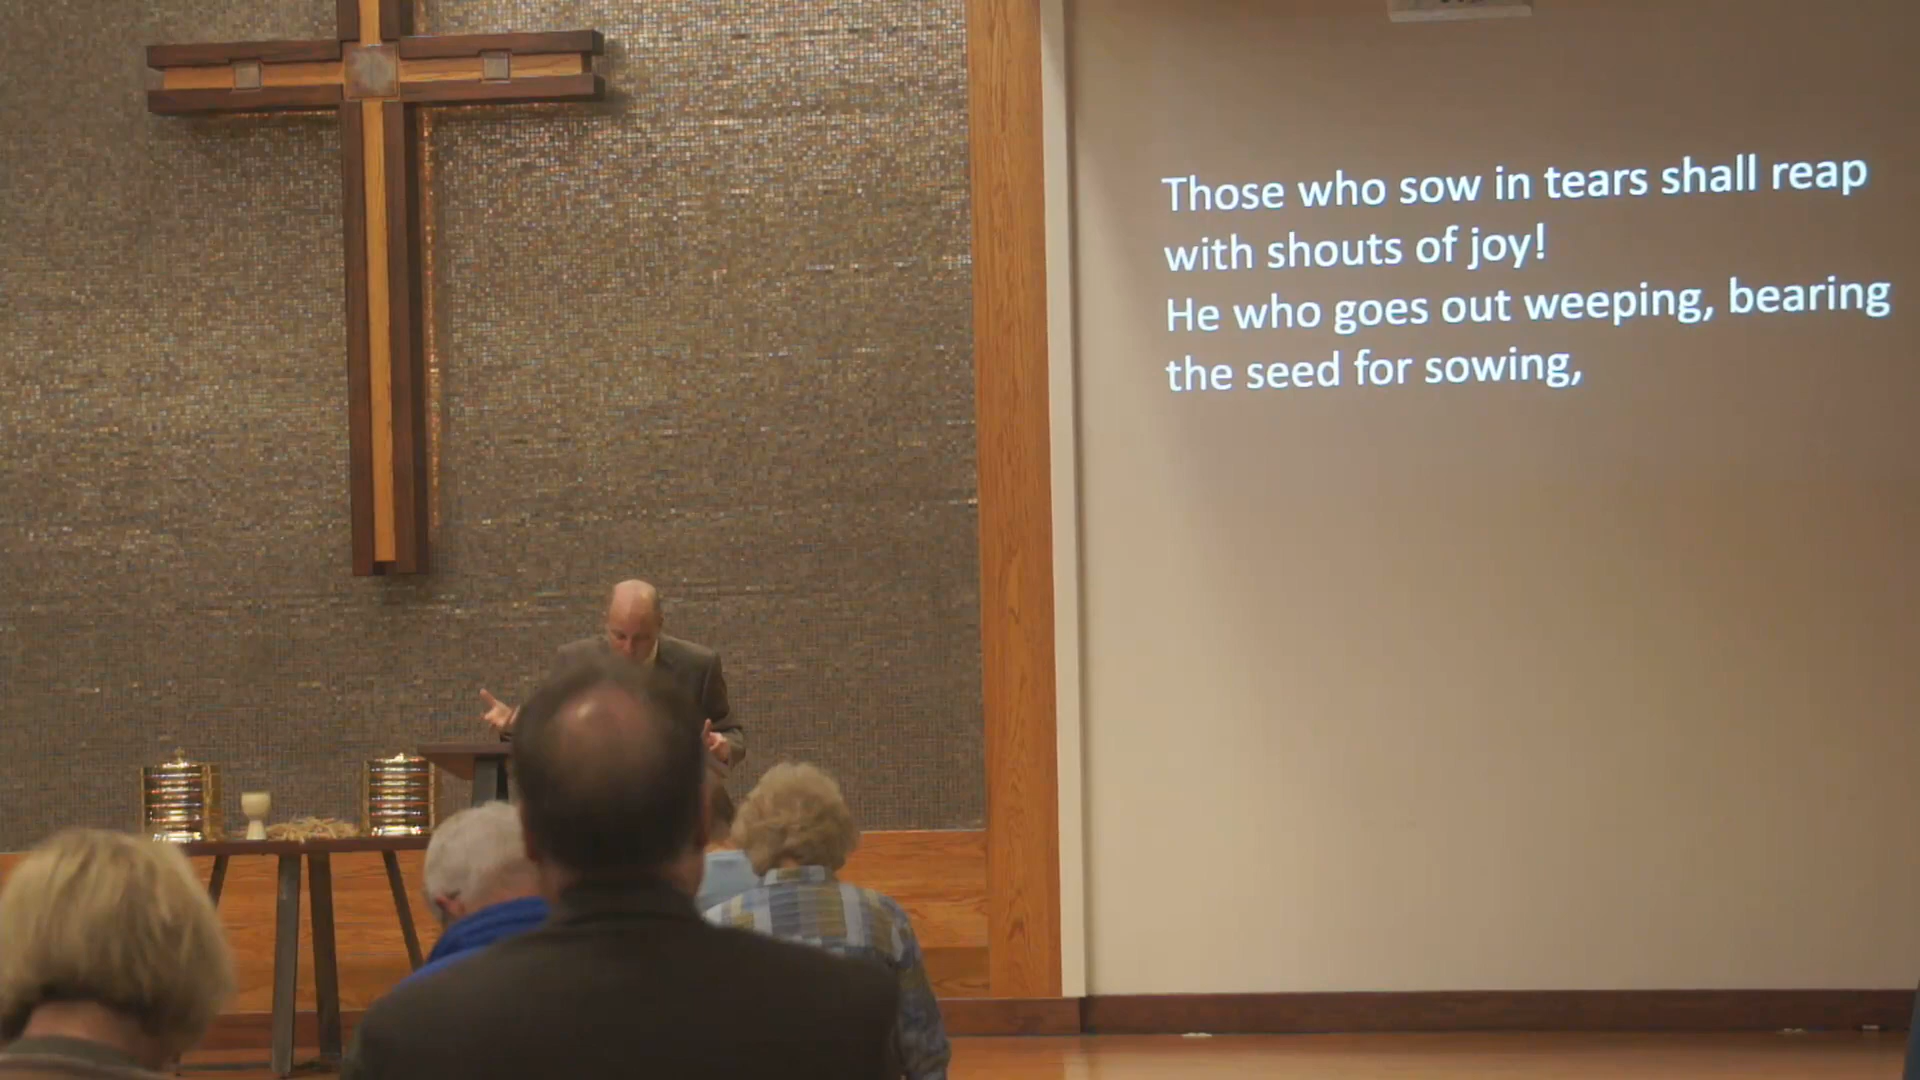 Those who sow in tears shall reap
with shouts of joy!
He who goes out weeping, bearing
the seed for sowing,